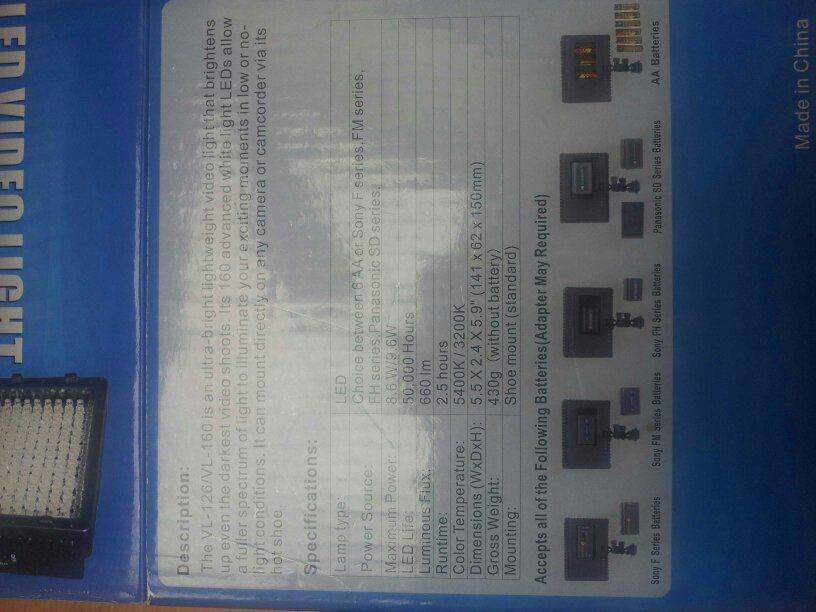 LED VIDEO LIGHT
Description:
The VL-126/VL-160 is an ultra-bright lightweight video light that brightens
up even the darkest video shoots. Its 160 advanced white light LEDs allow
a fuller spectrum of light to illuminate your exciting moments in low or no-
light conditions. It can mount directly on any camera or camcorder via its
hot shoe.
Specifications:
Lamp type: LED
Power Source: Choice between 6 AA or Sony F series,FM series,
FH series,Panasonic SD series,
Maximum Power: 8.6 W/9.6W
LED Life: 50,000 Hours
Luminous Flux: 660 lm
Runtime: 2.5 hours
Color Temperature: 5400K / 3200K
Dimensions (WxDxH): 5.5 X 2.4 X 5.9" (141 x 62 x 150mm)
Gross Weight: 430g (without battery)
Mounting: Shoe mount (standard)
Accepts all of the Following Batteries(Adapter May Required)
Sony F Series Batteries
Sony FM Series Batteries
Sony FH Series Batteries
Panasonic SD Series Batteries
AA Batteries
Made in China